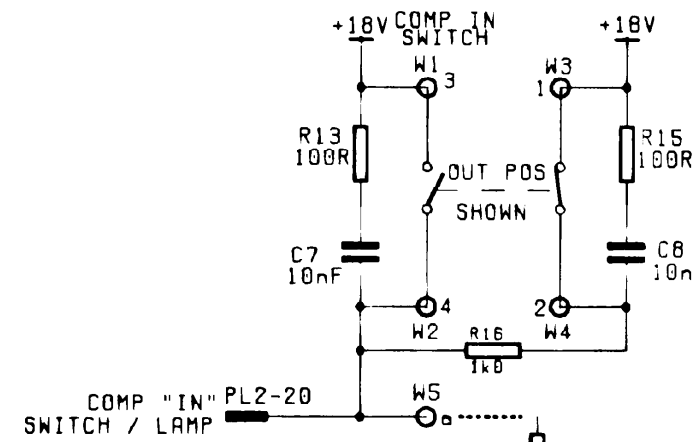 +18V COMP IN +18V
SWITCH
W1 W3
3 1
R13 R15
100R 100R
OUT POS
SHOWN
C7 C8
10nF 10n
4 2
W2 W4
R16
1k0
COMP "IN" PL2-20 W5
SWITCH / LAMP a